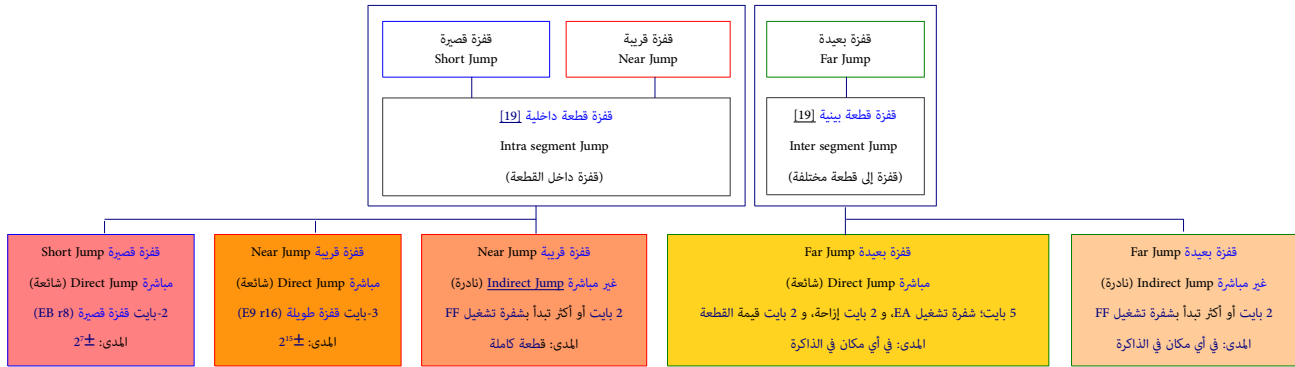 قفزة قصيرة
Short Jump
قفزة قريبة
Near Jump
قفزة بعيدة
Far Jump
قفزة قطعة داخلية [19]
Intra segment Jump
(قفزة داخل القطعة)
قفزة قطعة بينية [19]
Inter segment Jump
(قفزة إلى قطعة مختلفة)
قفزة قصيرة Short Jump
مباشرة Direct Jump (شائعة)
2-بايت قفزة قصيرة (EB r8)
المدى: ±2⁷
قفزة قريبة Near Jump
مباشرة Direct Jump (شائعة)
3-بايت قفزة طويلة (E9 r16)
المدى: ±2¹⁵
قفزة قريبة Near Jump
غير مباشرة Indirect Jump (نادرة)
2 بايت أو أكثر تبدأ بشفرة تشغيل FF
المدى: قطعة كاملة
قفزة بعيدة Far Jump
مباشرة Direct Jump (شائعة)
5 بايت؛ شفرة تشغيل EA، و 2 بايت إزاحة، و 2 بايت قيمة القطعة
المدى: في أي مكان في الذاكرة
قفزة بعيدة Far Jump
غير مباشرة Indirect Jump (نادرة)
2 بايت أو أكثر تبدأ بشفرة تشغيل FF
المدى: في أي مكان في الذاكرة